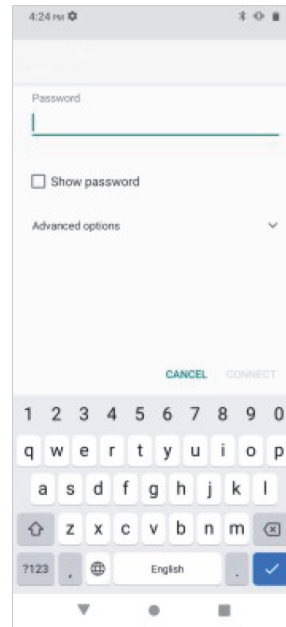 4:24 PM
Password
Show password
Advanced options
CANCEL CONNECT
1 2 3 4 5 6 7 8 9 0
q w e r t y u i o p
a s d f g h j k l
z x c v b n m
?123 , English .